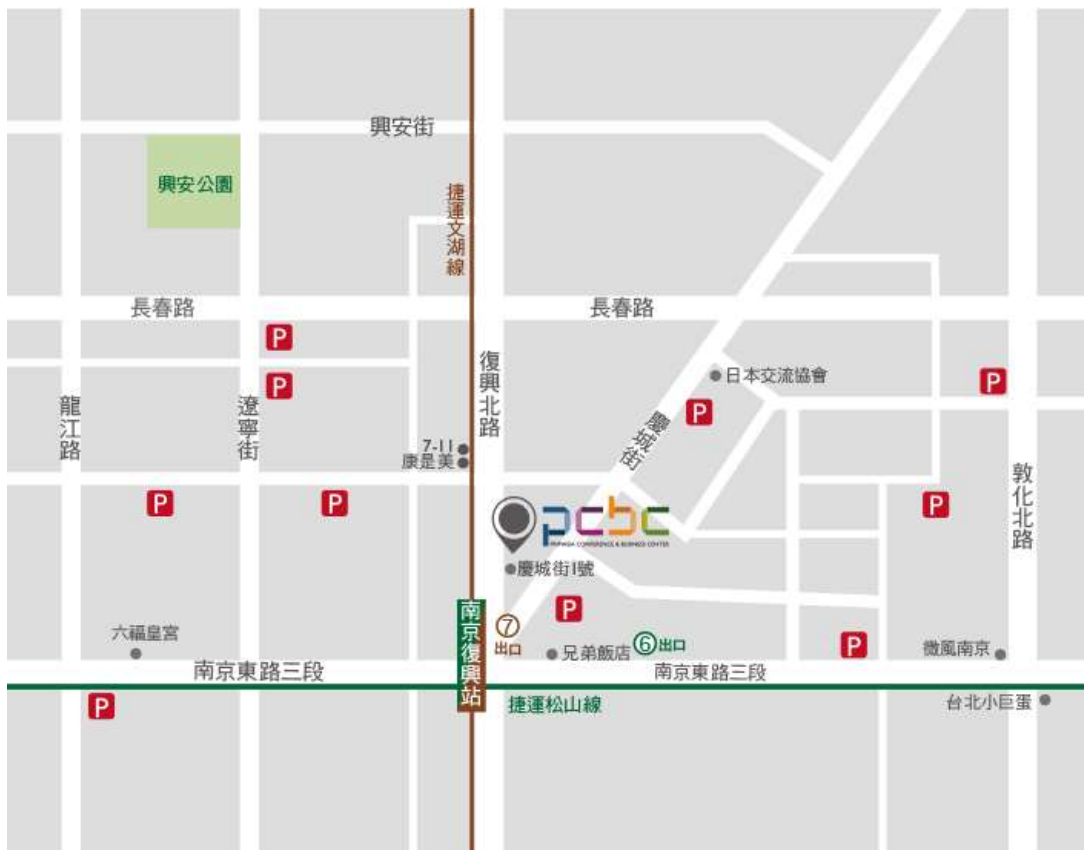 興安街
興安公園
捷運文湖線
長春路
長春路
P
復興北路
P
日本交流協會
P
P
龍江路
遼寧街
P
慶城街
7-11
康是美
敦化北路
P
P
P
pcbc
慶城街1號
南京復興站
P
⑦
出口
六福皇宮
兄弟飯店
⑥出口
P
微風南京
南京東路三段
南京東路三段
P
捷運松山線
台北小巨蛋